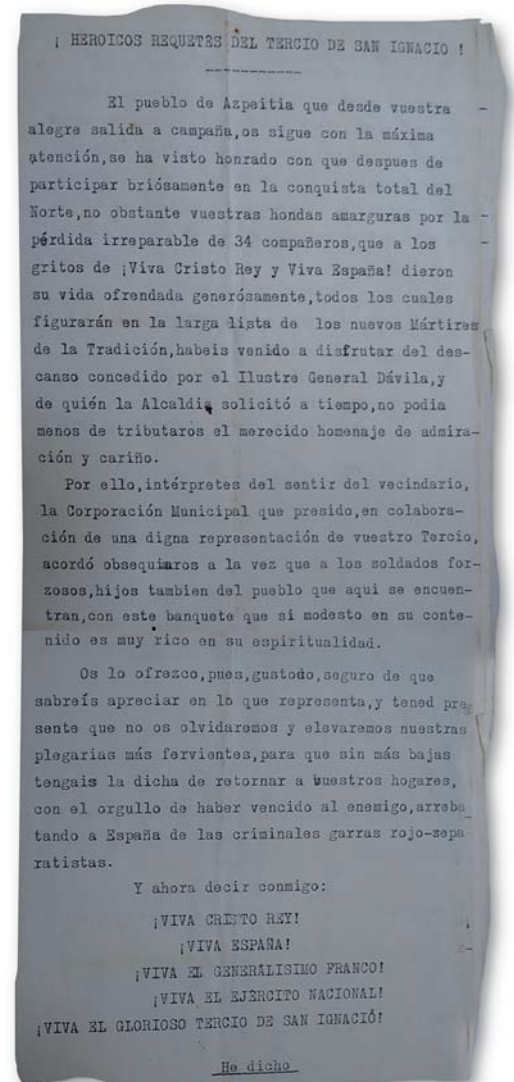 ¡ HEROICOS REQUETES DEL TERCIO DE SAN IGNACIO !
------------
El pueblo de Azpeitia que desde vuestra -
alegre salida a campaña,os sigue con la máxima
atención,se ha visto honrado con que despues de
participar briósamente en la conquista total del
Norte,no obstante vuestras hondas amarguras por la -
pérdida irreparable de 34 compañeros,que a los -
gritos de ¡Viva Cristo Rey y Viva España! dieron
su vida ofrendada generósamente,todos los cuales
figurarán en la larga lista de los nuevos Mártires
de la Tradición,habeis venido a disfrutar del des-
canso concedido por el Ilustre General Dávila,y
de quién la Alcaldia solicitó a tiempo,no podia
menos de tributaros el merecido homenaje de admira-
ción y cariño.
Por ello,intérpretes del sentir del vecindario,
la Corporación Municipal que presido,en colabora-
ción de una digna representación de vuestro Tercio,
acordó obsequiaros a la vez que a los soldados for-
zosos,hijos tambien del pueblo que aqui se encuen-
tran,con este banquete que si modesto en su conte-
nido es muy rico en su espiritualidad.
Os lo ofrezco,pues,gustoso,seguro de que
sabreís apreciar en lo que representa,y tened pre_
sente que no os olvidaremos y elevaremos nuestras
plegarias más fervientes,para que sin más bajas
tengais la dicha de retornar a vuestros hogares,
con el orgullo de haber vencido al enemigo,arreba_
tando a España de las criminales garras rojo-sepa
ratistas.
Y ahora decir conmigo:
¡VIVA CRISTO REY!
¡VIVA ESPAÑA!
¡VIVA EL GENERÁLISIMO FRANCO!
¡VIVA EL EJÉRCITO NACIONAL!
¡VIVA EL GLORIOSO TERCIO DE SAN IGNACIÓ!
He dicho